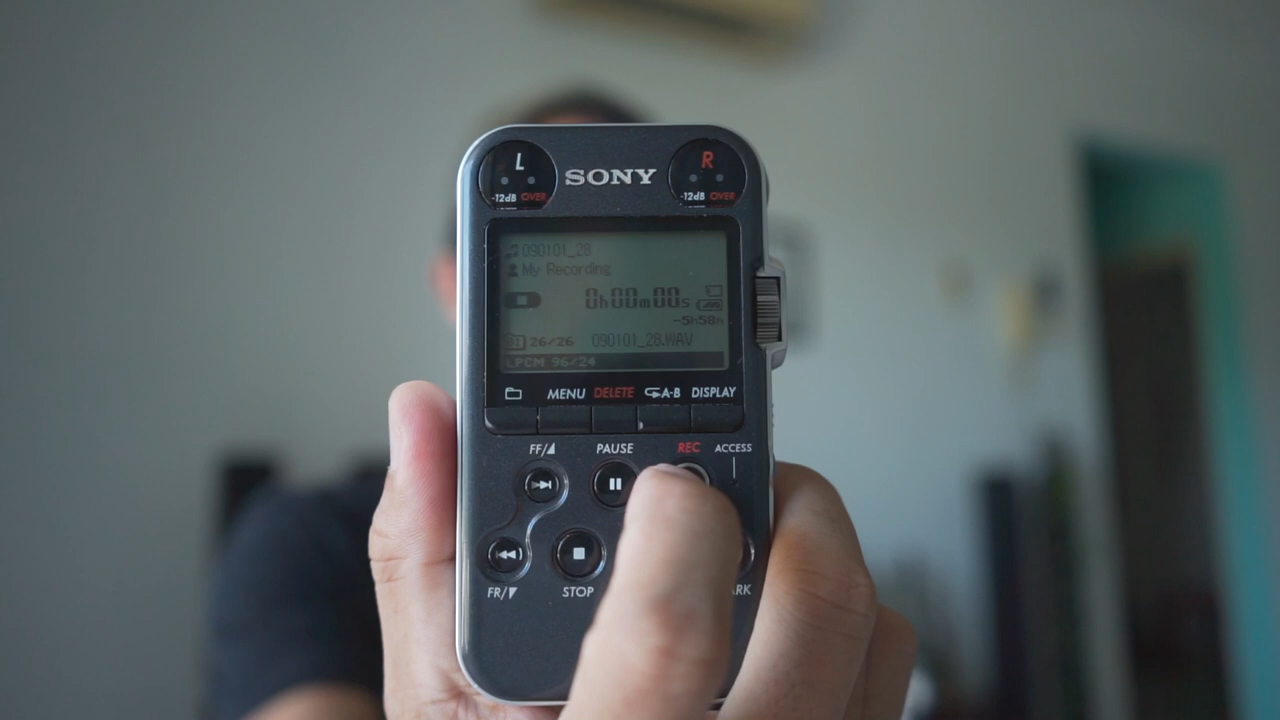 L SONY R
-12dB OVER -12dB OVER
090101_28
My Recording
0h00m00s
-5h58m
01 26/26 090101_28.WAV
LPCM 96/24
MENU DELETE A-B DISPLAY
FF/ PAUSE REC ACCESS
FR/ STOP